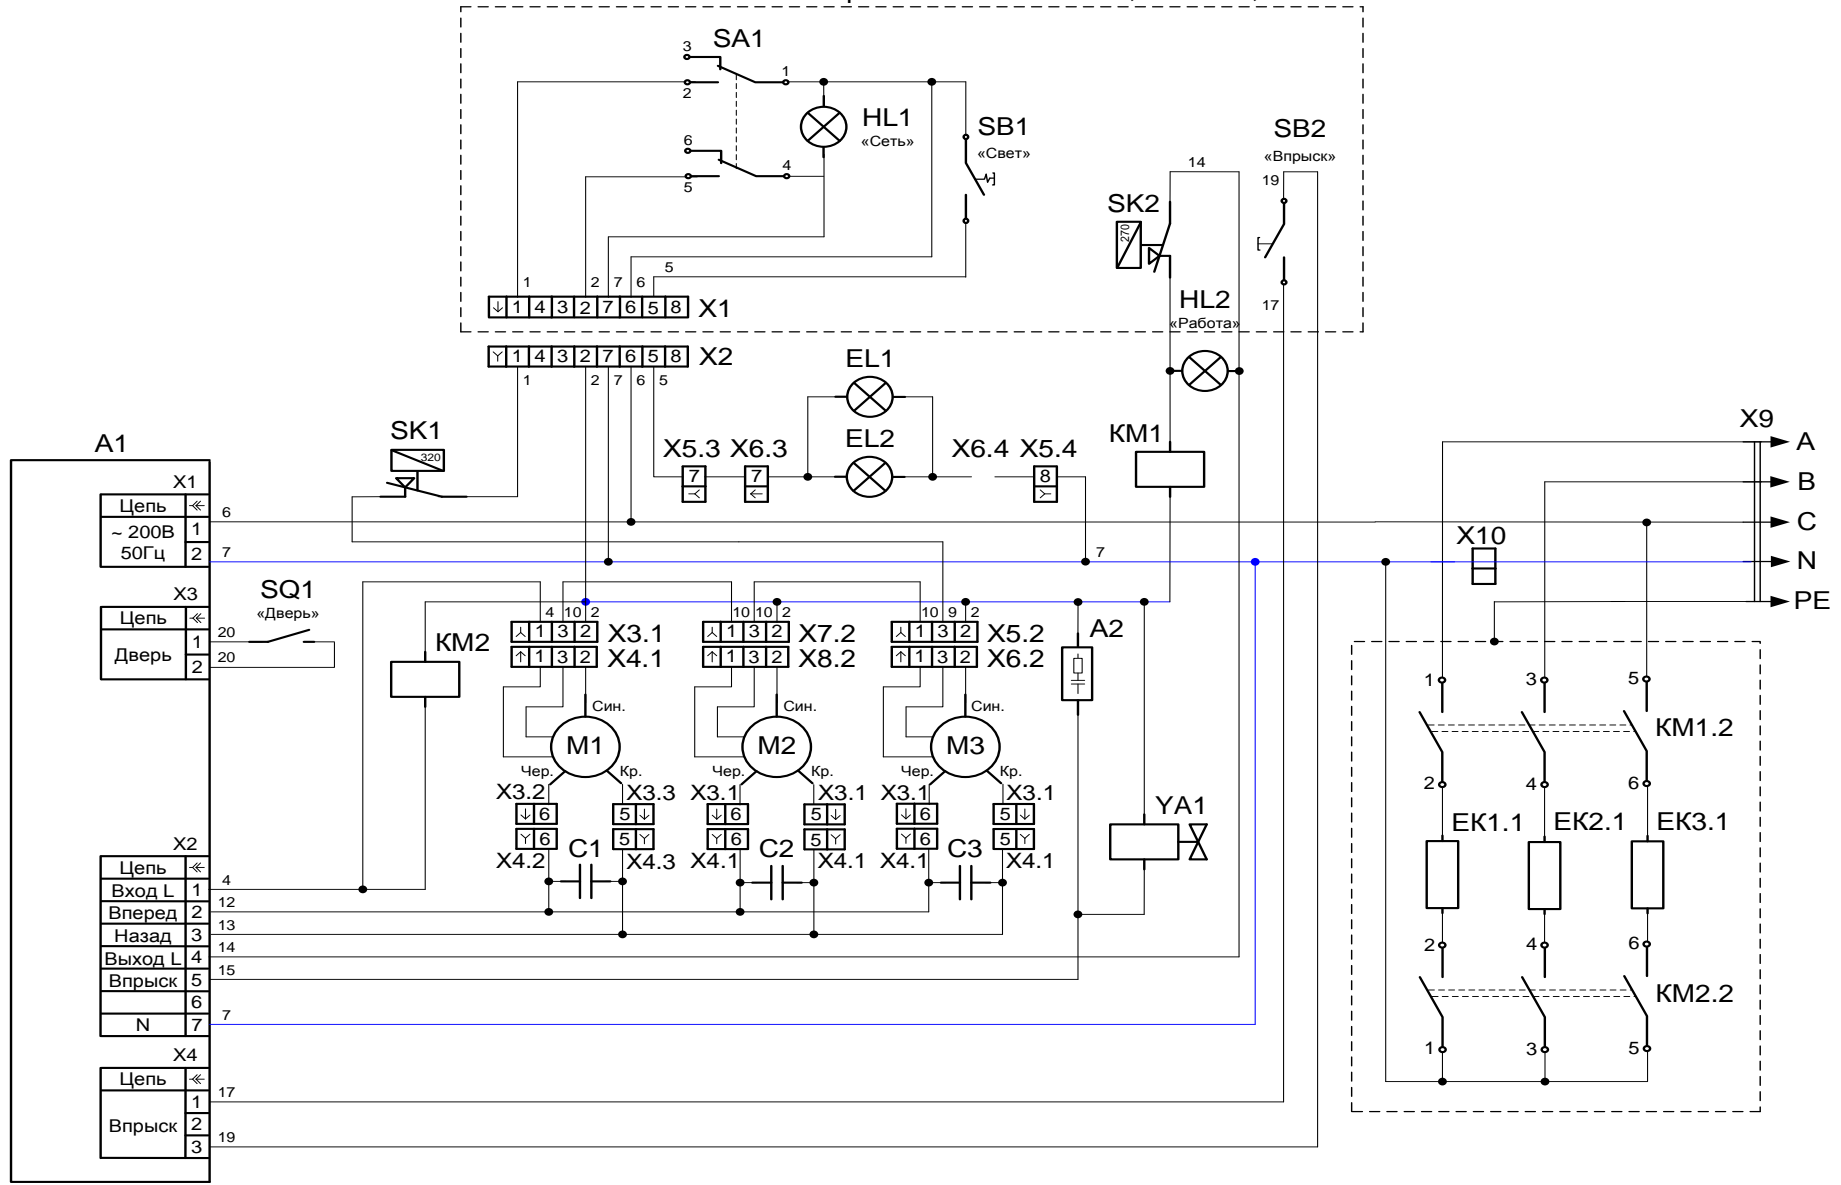 SA1
3
1
2
HL1
«Сеть»
6
4
5
SB1
«Свет»
SB2
«Впрыск»
14
19
SK2
270
17
HL2
«Работа»
5
1
2
7
6
1 4 3 2 7 6 5 8
X1
1 4 3 2 7 6 5 8
X2
1
2
7
6
5
EL1
EL2
SK1
320
X5.3
7
X6.3
7
X6.4
X5.4
8
КМ1
X9
A
B
C
N
PE
X10
A1
X1
Цепь
~ 200В
50Гц
1
2
6
7
7
X3
Цепь
Дверь
1
2
20
20
SQ1
«Дверь»
КМ2
4 10 2
1 3 2
X3.1
1 3 2
X4.1
10 10 2
1 3 2
X7.2
1 3 2
X8.2
10 9 2
1 3 2
X5.2
1 3 2
X6.2
A2
Син.
M1
Чер.
Кр.
Син.
M2
Чер.
Кр.
Син.
M3
Чер.
Кр.
X3.2
6
6
X4.2
C1
X3.3
5
5
X4.3
X3.1
6
6
X4.1
C2
X3.1
5
5
X4.1
X3.1
6
6
X4.1
C3
X3.1
5
5
X4.1
YA1
X2
Цепь
Вход L 1
4
Вперед 2
12
Назад 3
13
Выход L 4
14
Впрыск 5
15
6
N 7
7
X4
Цепь
Впрыск
1
2
3
17
19
1
3
5
КМ1.2
2
4
6
ЕК1.1
ЕК2.1
ЕК3.1
2
4
6
КМ2.2
1
3
5